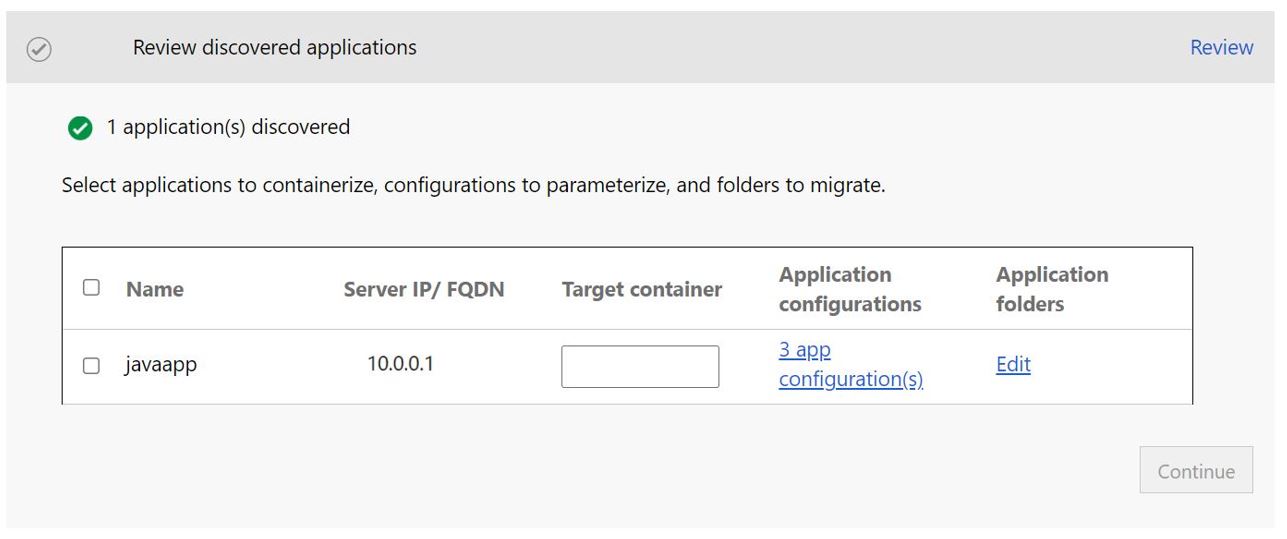 Review discovered applications
Review
1 application(s) discovered
Select applications to containerize, configurations to parameterize, and folders to migrate.
Name
Server IP/ FQDN
Target container
Application
configurations
Application
folders
javaapp
10.0.0.1
3 app
configuration(s)
Edit
Continue